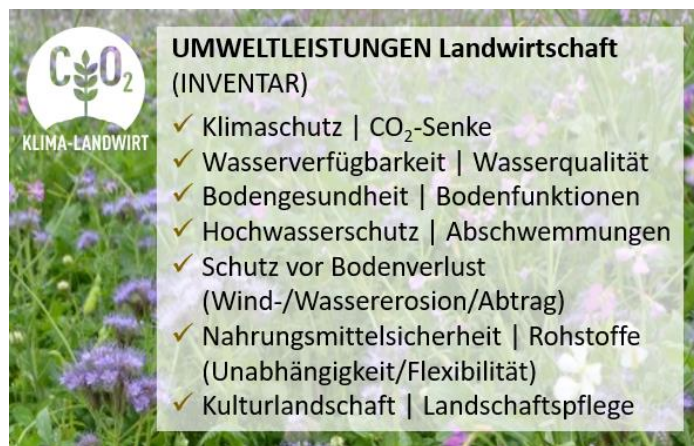 CO₂
KLIMA-LANDWIRT
UMWELTLEISTUNGEN Landwirtschaft
(INVENTAR)
✓ Klimaschutz | CO₂-Senke
✓ Wasserverfügbarkeit | Wasserqualität
✓ Bodengesundheit | Bodenfunktionen
✓ Hochwasserschutz | Abschwemmungen
✓ Schutz vor Bodenverlust
(Wind-/Wassererosion/Abtrag)
✓ Nahrungsmittelsicherheit | Rohstoffe
(Unabhängigkeit/Flexibilität)
✓ Kulturlandschaft | Landschaftspflege